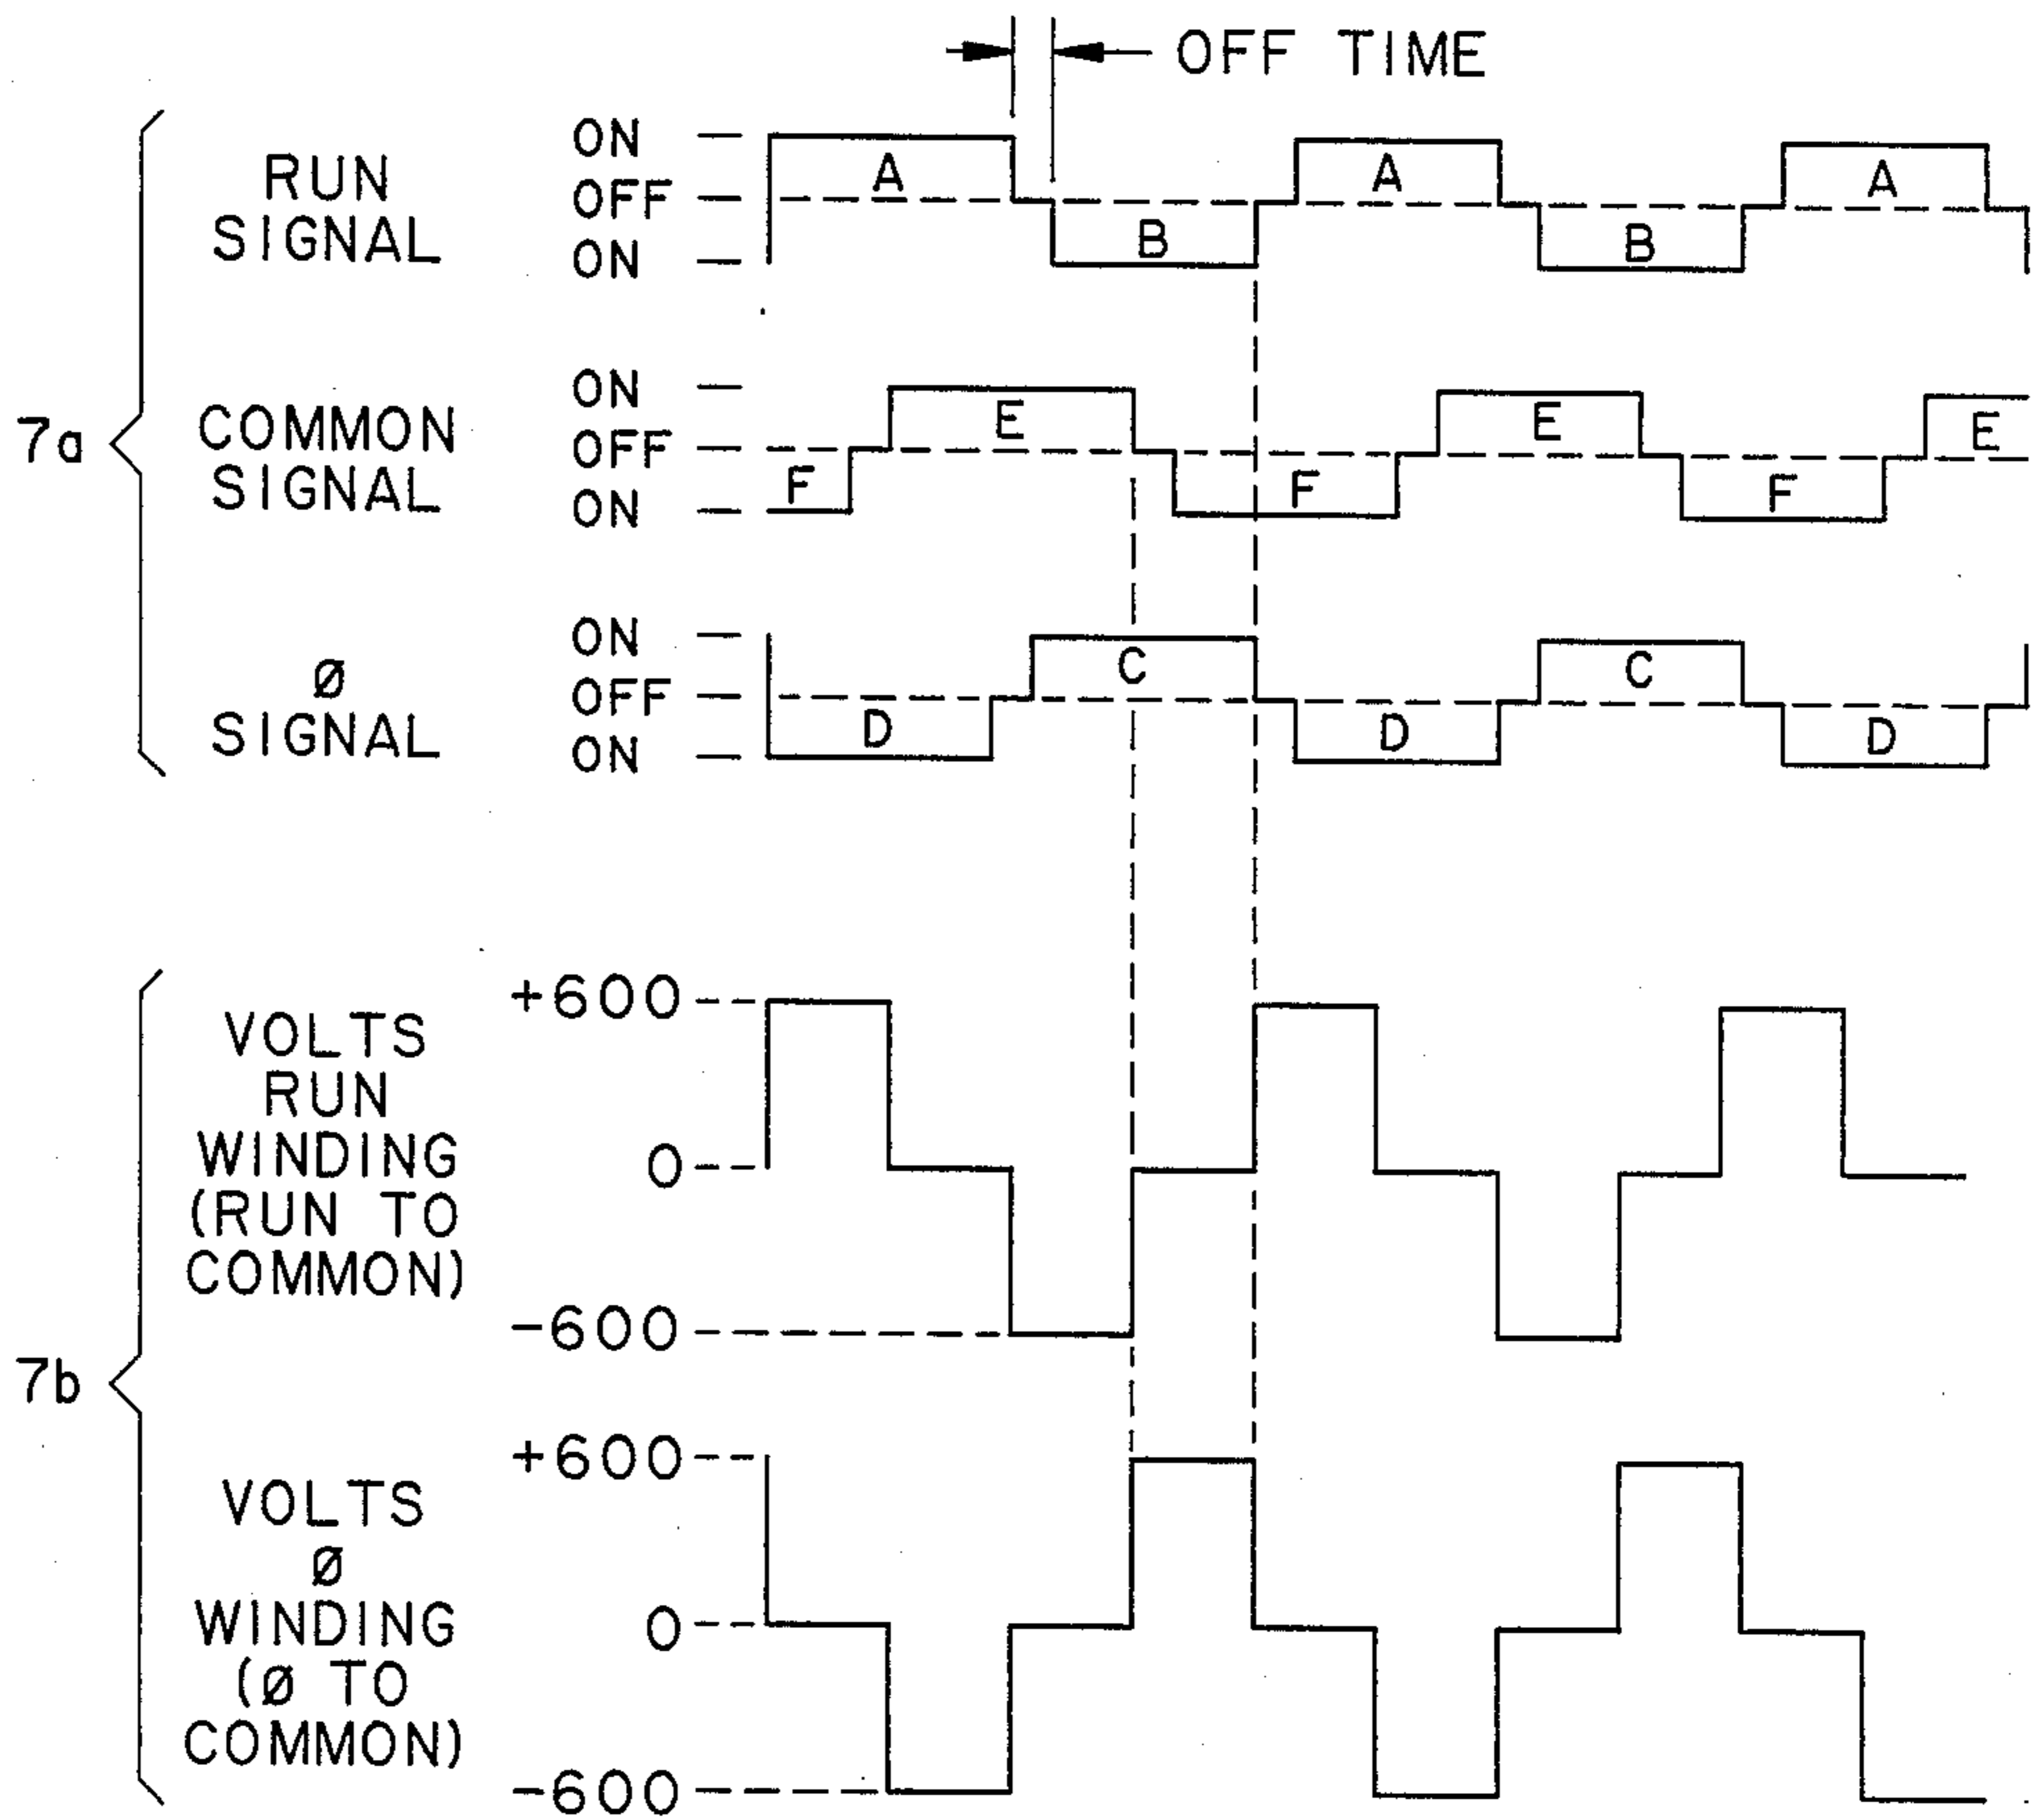 OFF TIME
7a
RUN
SIGNAL
ON
OFF
ON
A
B
A
B
A
COMMON
SIGNAL
ON
OFF
ON
F
E
F
E
F
E
Ø
SIGNAL
ON
OFF
ON
D
C
D
C
D
7b
VOLTS
RUN
WINDING
(RUN TO
COMMON)
+600
0
-600
VOLTS
Ø
WINDING
(Ø TO
COMMON)
+600
0
-600